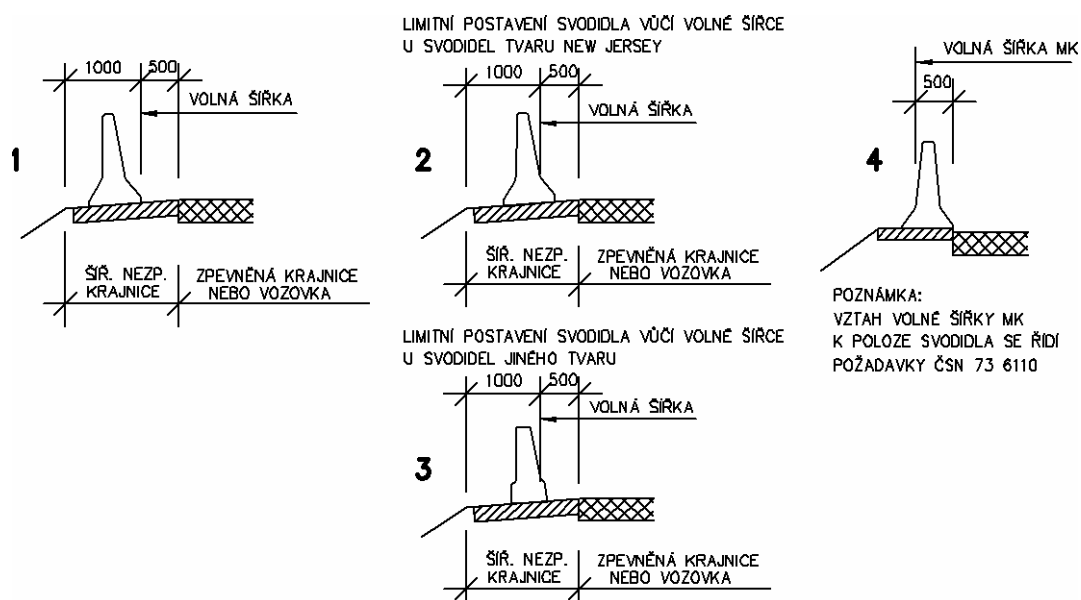 1000
500
VOLNÁ ŠÍŘKA
1
ŠÍŘ. NEZP.
KRAJNICE
ZPEVNĚNÁ KRAJNICE
NEBO VOZOVKA
LIMITNÍ POSTAVENÍ SVODIDLA VŮČÍ VOLNÉ ŠÍŘCE
U SVODIDEL TVARU NEW JERSEY
1000
500
VOLNÁ ŠÍŘKA
2
ŠÍŘ. NEZP.
KRAJNICE
ZPEVNĚNÁ KRAJNICE
NEBO VOZOVKA
LIMITNÍ POSTAVENÍ SVODIDLA VŮČÍ VOLNÉ ŠÍŘCE
U SVODIDEL JINÉHO TVARU
1000
500
VOLNÁ ŠÍŘKA
3
ŠÍŘ. NEZP.
KRAJNICE
ZPEVNĚNÁ KRAJNICE
NEBO VOZOVKA
VOLNÁ ŠÍŘKA MK
500
4
POZNÁMKA:
VZTAH VOLNÉ ŠÍŘKY MK
K POLOZE SVODIDLA SE ŘÍDÍ
POŽADAVKY ČSN 73 6110